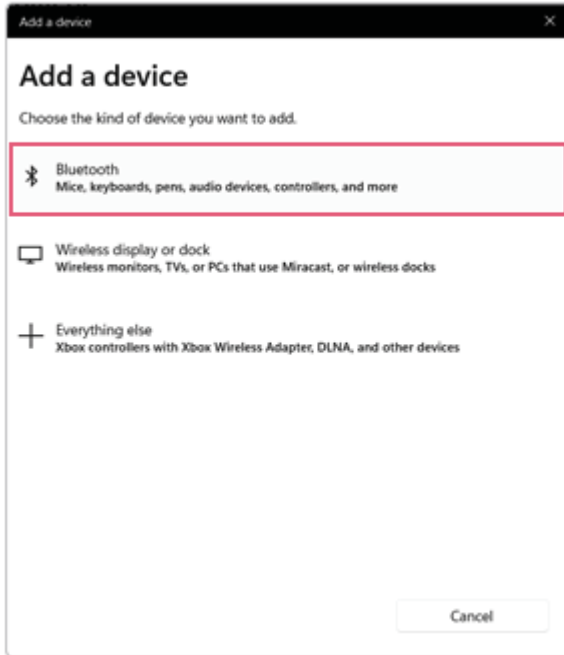 Add a device
Add a device
Choose the kind of device you want to add.
Bluetooth
Mice, keyboards, pens, audio devices, controllers, and more
Wireless display or dock
Wireless monitors, TVs, or PCs that use Miracast, or wireless docks
Everything else
Xbox controllers with Xbox Wireless Adapter, DLNA, and other devices
Cancel